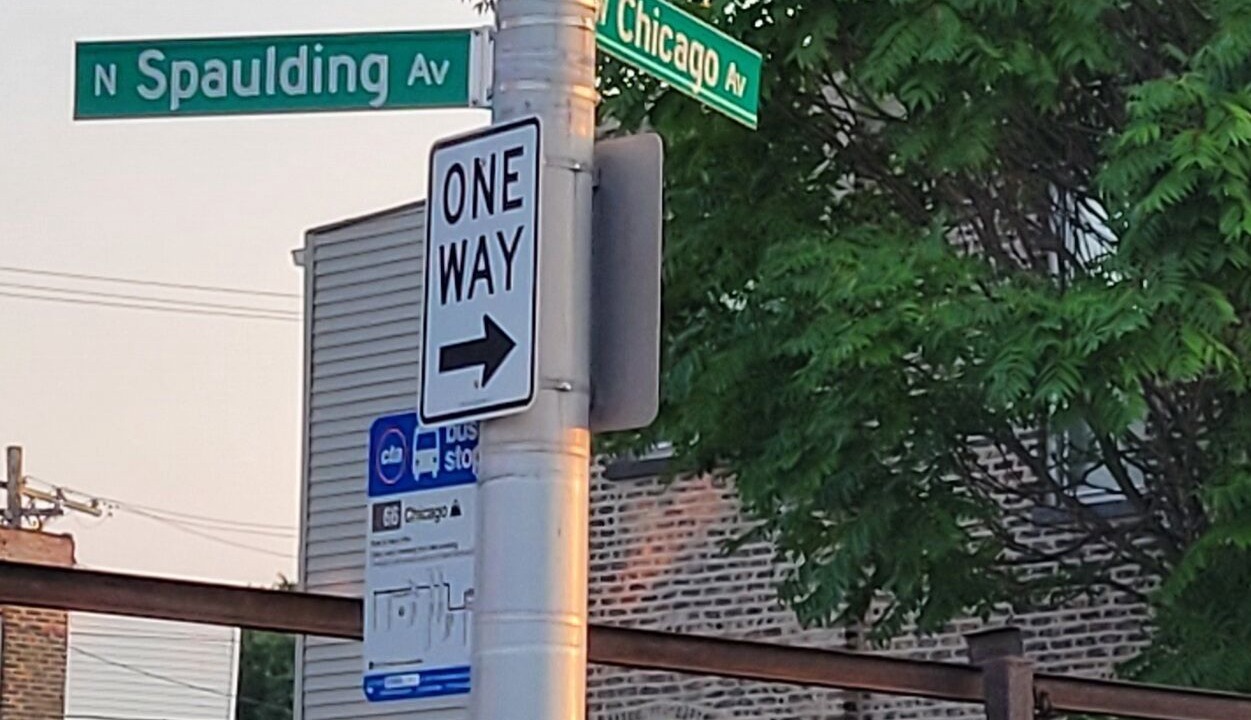 N Spaulding Av
Chicago Av
ONE
WAY
cta
bus
stop
66 Chicago